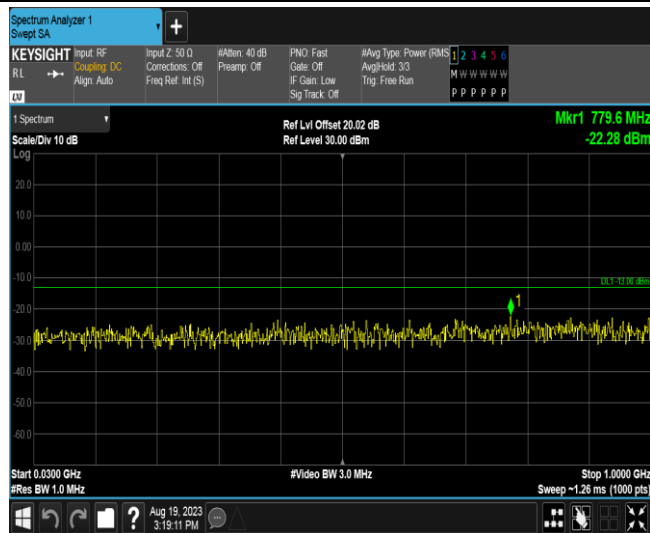 Spectrum Analyzer 1
Swept SA
+
KEYSIGHT
RL
Input: RF
Coupling: DC
Align: Auto
Input Z: 50 Ω
Corrections: Off
Freq Ref: Int (S)
#Atten: 40 dB
Preamp: Off
PNO: Fast
Gate: Off
IF Gain: Low
Sig Track: Off
#Avg Type: Power (RMS
Avg|Hold: 3/3
Trig: Free Run
1 2 3 4 5 6
M W W W W W
P P P P P P
1 Spectrum
Scale/Div 10 dB
Log
Ref Lvl Offset 20.02 dB
Ref Level 30.00 dBm
Mkr1 779.6 MHz
-22.28 dBm
20.0
10.0
0.00
-10.0
DL1 -13.00 dBm
-20.0
1
-30.0
-40.0
-50.0
-60.0
Start 0.0300 GHz
#Video BW 3.0 MHz
Stop 1.0000 GHz
#Res BW 1.0 MHz
Sweep ~1.26 ms (1000 pts)
?
Aug 19, 2023
3:19:11 PM